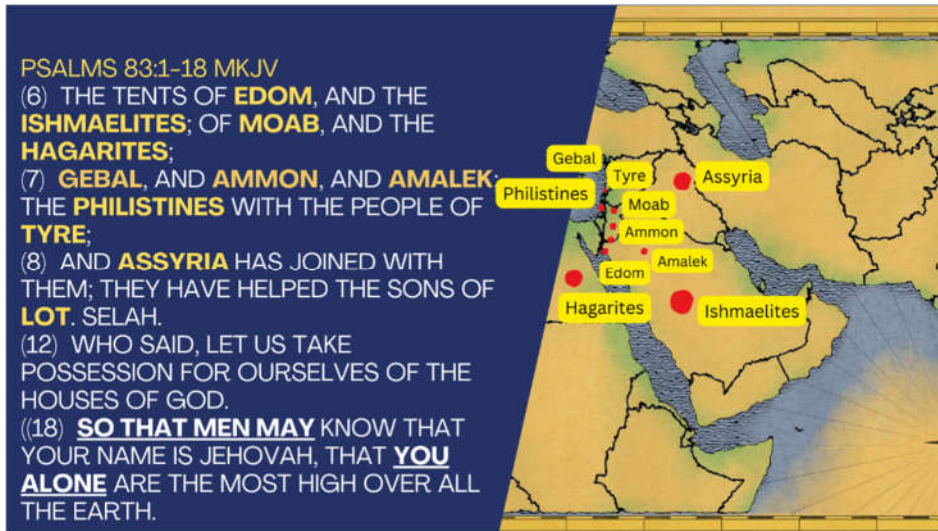 PSALMS 83:1-18 MKJV
(6) THE TENTS OF EDOM, AND THE
ISHMAELITES; OF MOAB, AND THE
HAGARITES;
(7) GEBAL, AND AMMON, AND AMALEK;
THE PHILISTINES WITH THE PEOPLE OF
TYRE;
(8) AND ASSYRIA HAS JOINED WITH
THEM; THEY HAVE HELPED THE SONS OF
LOT. SELAH.
(12) WHO SAID, LET US TAKE
POSSESSION FOR OURSELVES OF THE
HOUSES OF GOD.
((18) SO THAT MEN MAY KNOW THAT
YOUR NAME IS JEHOVAH, THAT YOU
ALONE ARE THE MOST HIGH OVER ALL
THE EARTH.
Gebal
Tyre
Assyria
Philistines
Moab
Ammon
Amalek
Edom
Hagarites
Ishmaelites